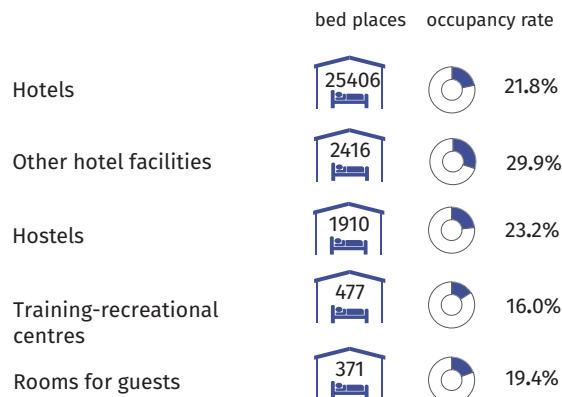 bed places occupancy rate
Hotels 25406 21.8%
Other hotel facilities 2416 29.9%
Hostels 1910 23.2%
Training-recreational
centres 477 16.0%
Rooms for guests 371 19.4%